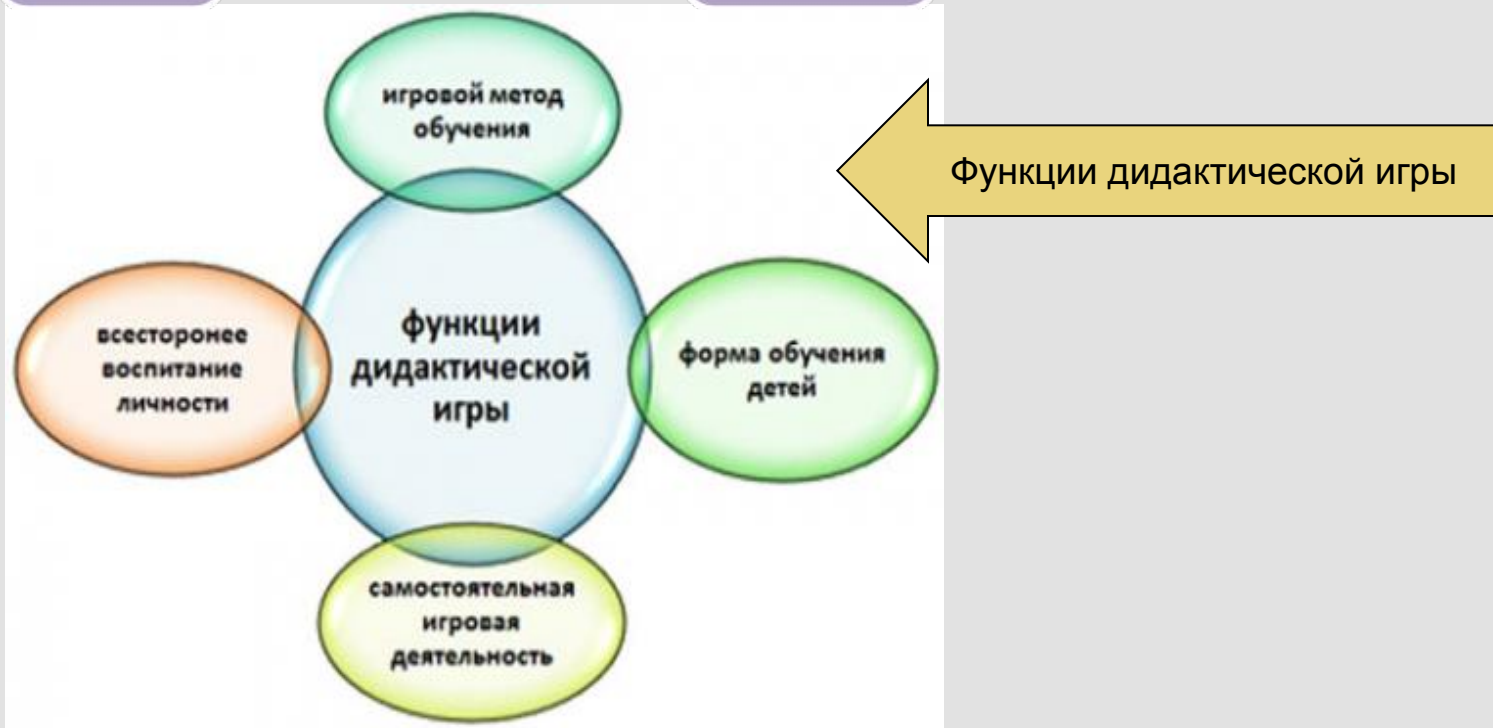 игровой метод
обучения
Функции дидактической игры
всесторонее
воспитание
личности
функции
дидактической
игры
форма обучения
детей
самостоятельная
игровая
деятельность